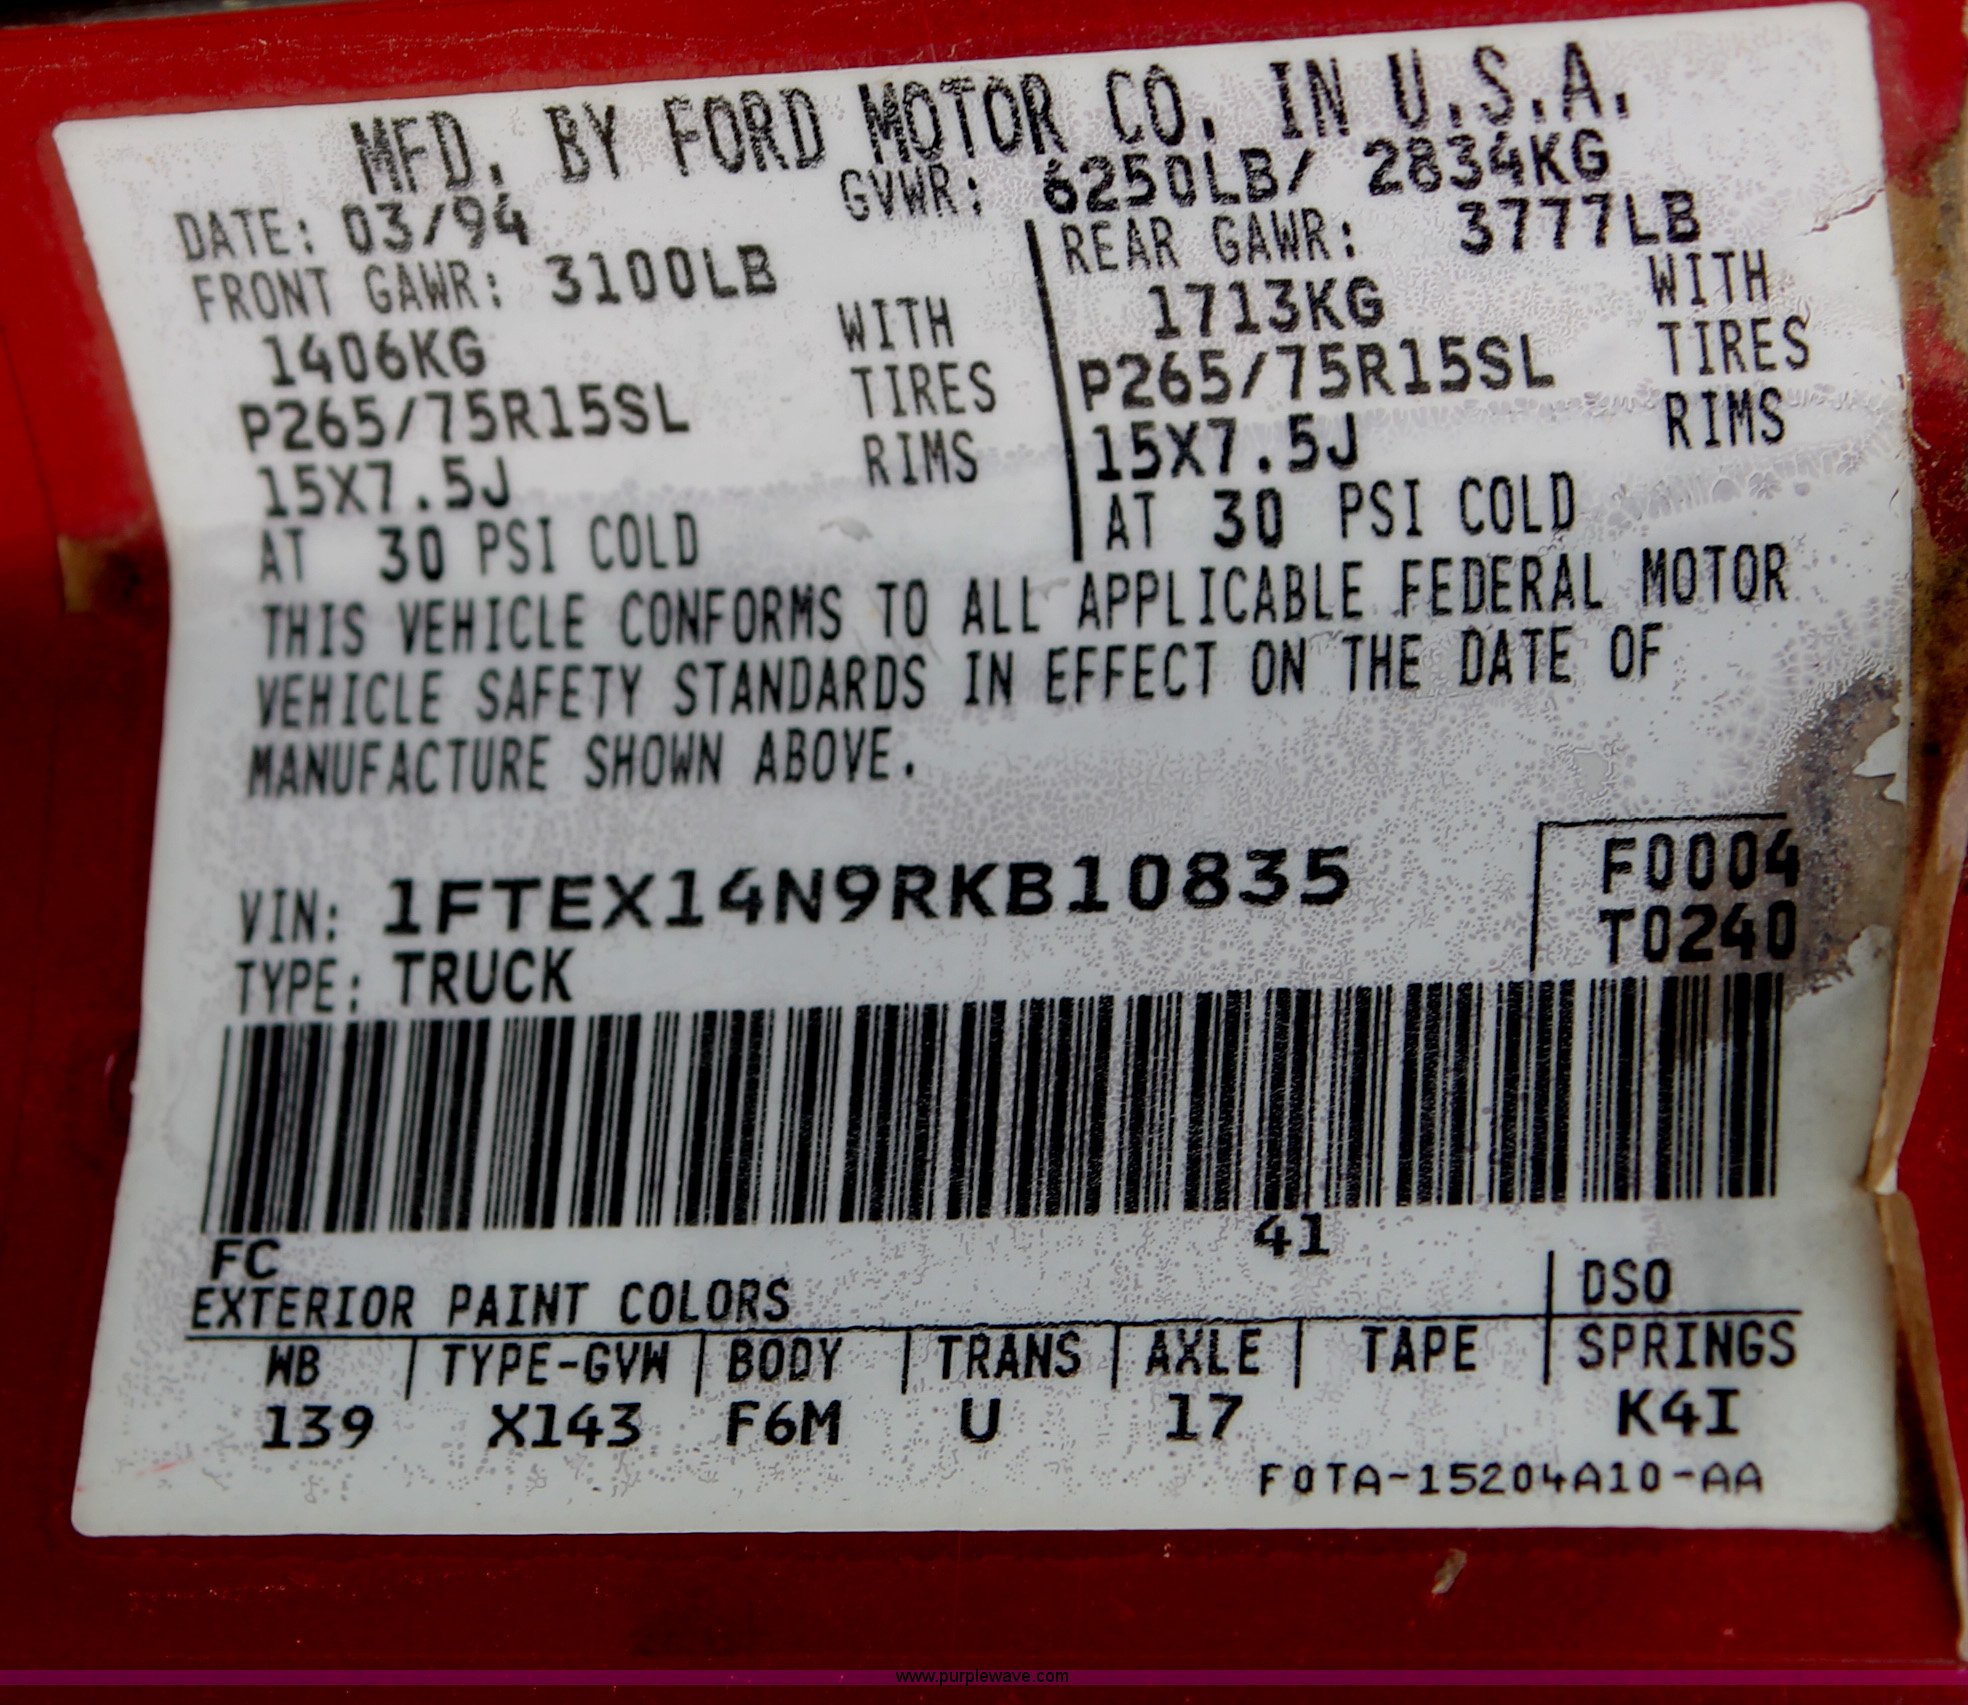 MFD. BY FORD MOTOR CO. IN U.S.A.
DATE: 03/94 GVWR: 6250LB/ 2834KG
FRONT GAWR: 3100LB REAR GAWR: 3777LB
1406KG WITH 1713KG WITH
P265/75R15SL TIRES P265/75R15SL TIRES
15X7.5J RIMS 15X7.5J RIMS
AT 30 PSI COLD AT 30 PSI COLD
THIS VEHICLE CONFORMS TO ALL APPLICABLE FEDERAL MOTOR
VEHICLE SAFETY STANDARDS IN EFFECT ON THE DATE OF
MANUFACTURE SHOWN ABOVE.
F0004
VIN: 1FTEX14N9RKB10835 T0240
TYPE: TRUCK
41
FC
EXTERIOR PAINT COLORS DSO
WB TYPE-GVW BODY TRANS AXLE TAPE SPRINGS
139 X143 F6M U 17 K4I
F0TA-15204A10-AA
www.purplewave.com